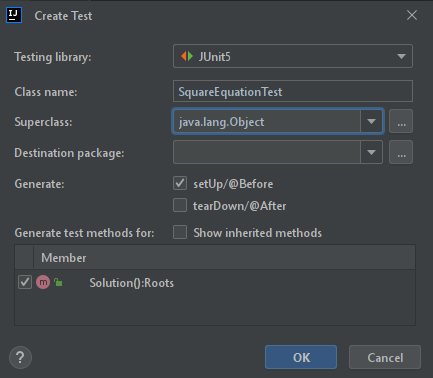 IJ Create Test
Testing library: JUnit5
Class name: SquareEquationTest
Superclass: java.lang.Object ...
Destination package: ...
Generate: setUp/@Before
tearDown/@After
Generate test methods for: Show inherited methods
Member
m Solution():Roots
? OK Cancel